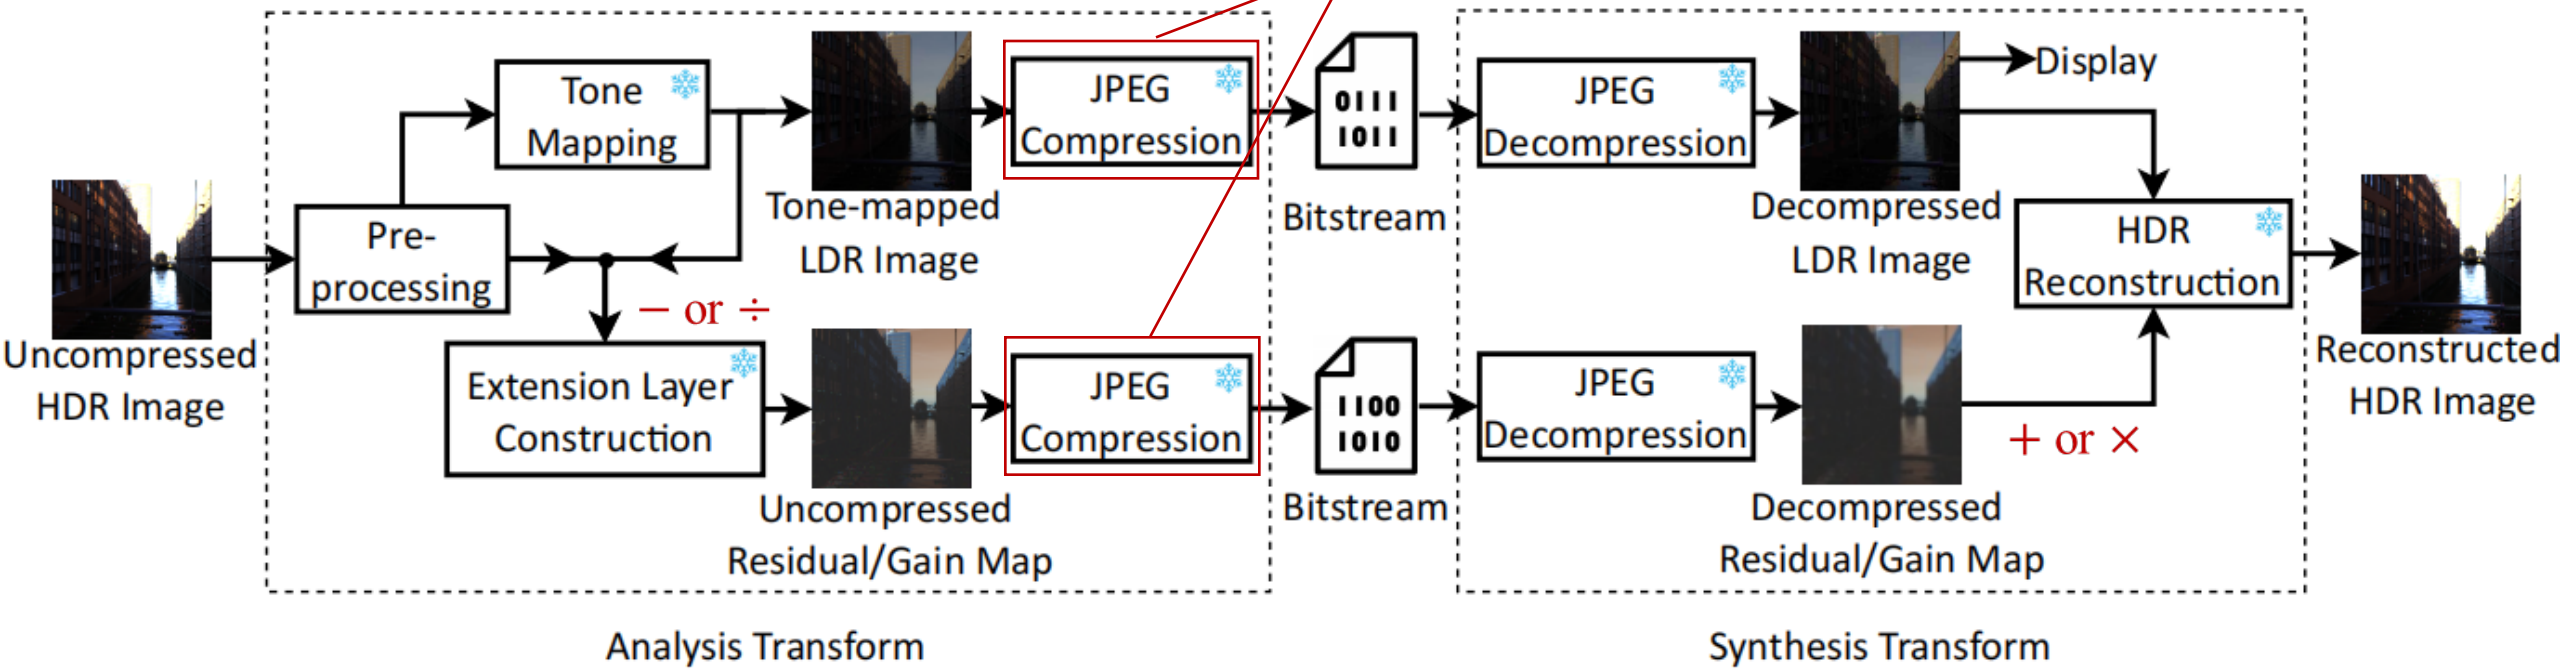 Uncompressed
HDR Image
Pre-
processing
Tone
Mapping
− or ÷
Extension Layer
Construction
Tone-mapped
LDR Image
Uncompressed
Residual/Gain Map
JPEG
Compression
JPEG
Compression
Analysis Transform
0111
1011
Bitstream
1100
1010
Bitstream
JPEG
Decompression
JPEG
Decompression
Decompressed
LDR Image
Display
Decompressed
Residual/Gain Map
HDR
Reconstruction
+ or ×
Synthesis Transform
Reconstructed
HDR Image